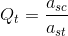 Q_t = \frac{a_{sc}}{a_{st}}